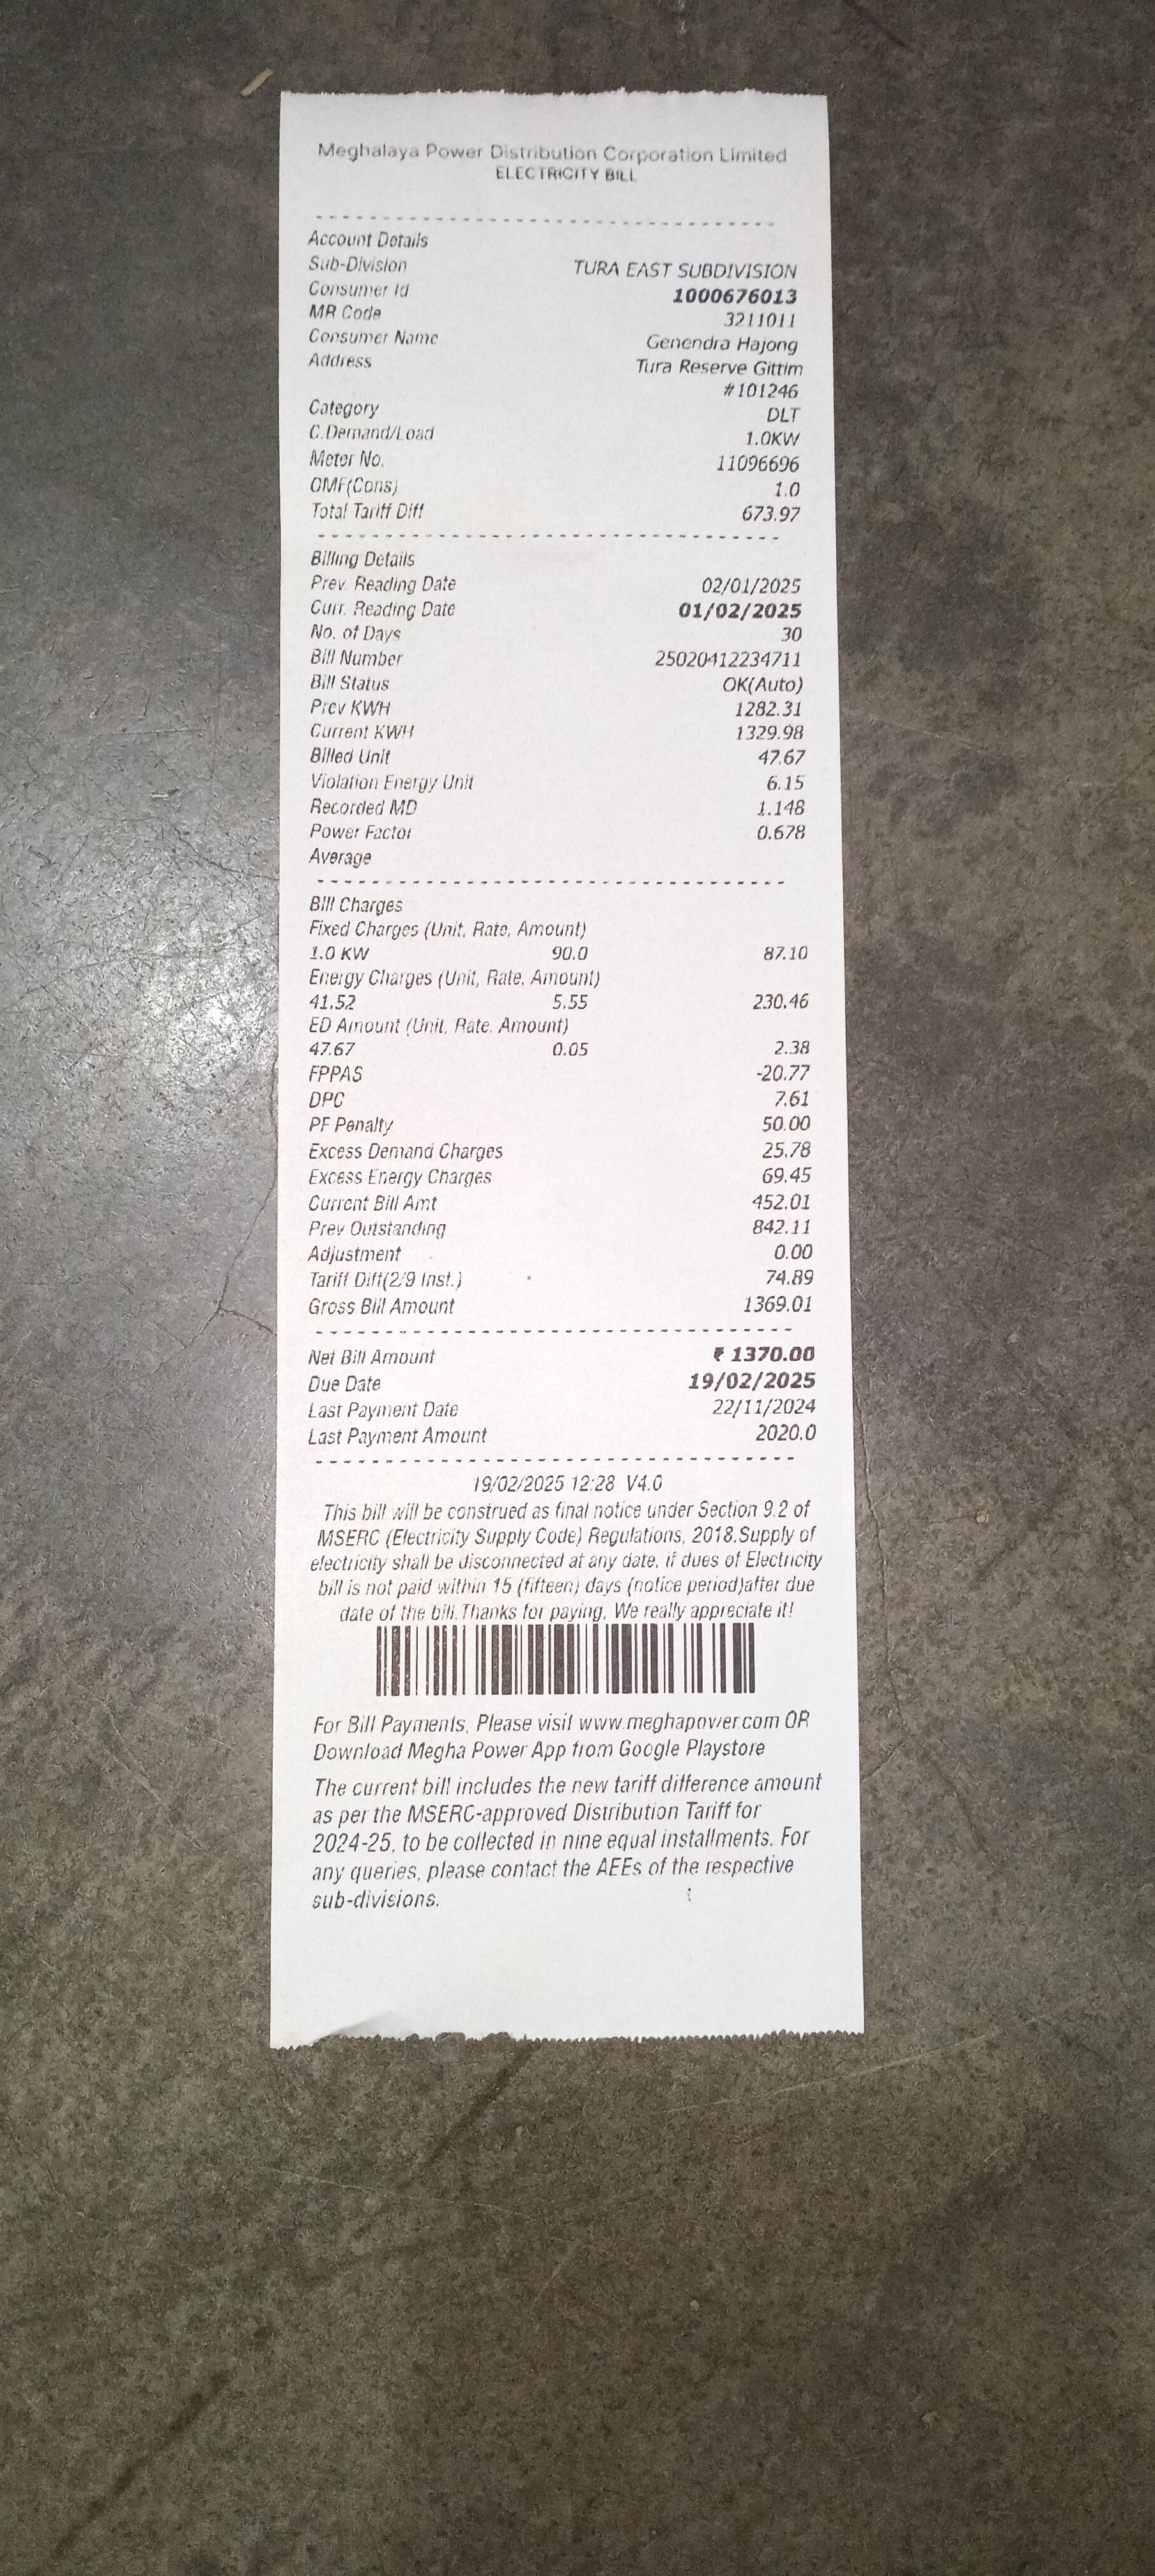 Meghalaya Power Distribution Corporation Limited
ELECTRICITY BILL
Account Details
Sub-Division TURA EAST SUBDIVISION
Consumer Id 1000676013
MR Code 3211011
Consumer Name Genendra Hajong
Address Tura Reserve Gittim
#101246
Category DLT
C.Demand/Load 1.0KW
Meter No. 11096696
OMF(Cons) 1.0
Total Tariff Diff 673.97
Billing Details
Prev. Reading Date 02/01/2025
Curr. Reading Date 01/02/2025
No. of Days 30
Bill Number 25020412234711
Bill Status OK(Auto)
Prev KWH 1282.31
Current KWH 1329.98
Billed Unit 47.67
Violation Energy Unit 6.15
Recorded MD 1.148
Power Factor 0.678
Average
Bill Charges
Fixed Charges (Unit, Rate, Amount)
1.0 KW 90.0 87.10
Energy Charges (Unit, Rate, Amount)
41.52 5.55 230.46
ED Amount (Unit, Rate, Amount)
47.67 0.05 2.38
FPPAS -20.77
DPC 7.61
PF Penalty 50.00
Excess Demand Charges 25.78
Excess Energy Charges 69.45
Current Bill Amt 452.01
Prev Outstanding 842.11
Adjustment 0.00
Tariff Diff(2/9 Inst.) 74.89
Gross Bill Amount 1369.01
Net Bill Amount ₹ 1370.00
Due Date 19/02/2025
Last Payment Date 22/11/2024
Last Payment Amount 2020.0
19/02/2025 12:28 V4.0
This bill will be construed as final notice under Section 9.2 of
MSERC (Electricity Supply Code) Regulations, 2018.Supply of
electricity shall be disconnected at any date, if dues of Electricity
bill is not paid within 15 (fifteen) days (notice period)after due
date of the bill.Thanks for paying, We really appreciate it!
For Bill Payments, Please visit www.meghapower.com OR
Download Megha Power App from Google Playstore
The current bill includes the new tariff difference amount
as per the MSERC-approved Distribution Tariff for
2024-25, to be collected in nine equal installments. For
any queries, please contact the AEEs of the respective
sub-divisions.